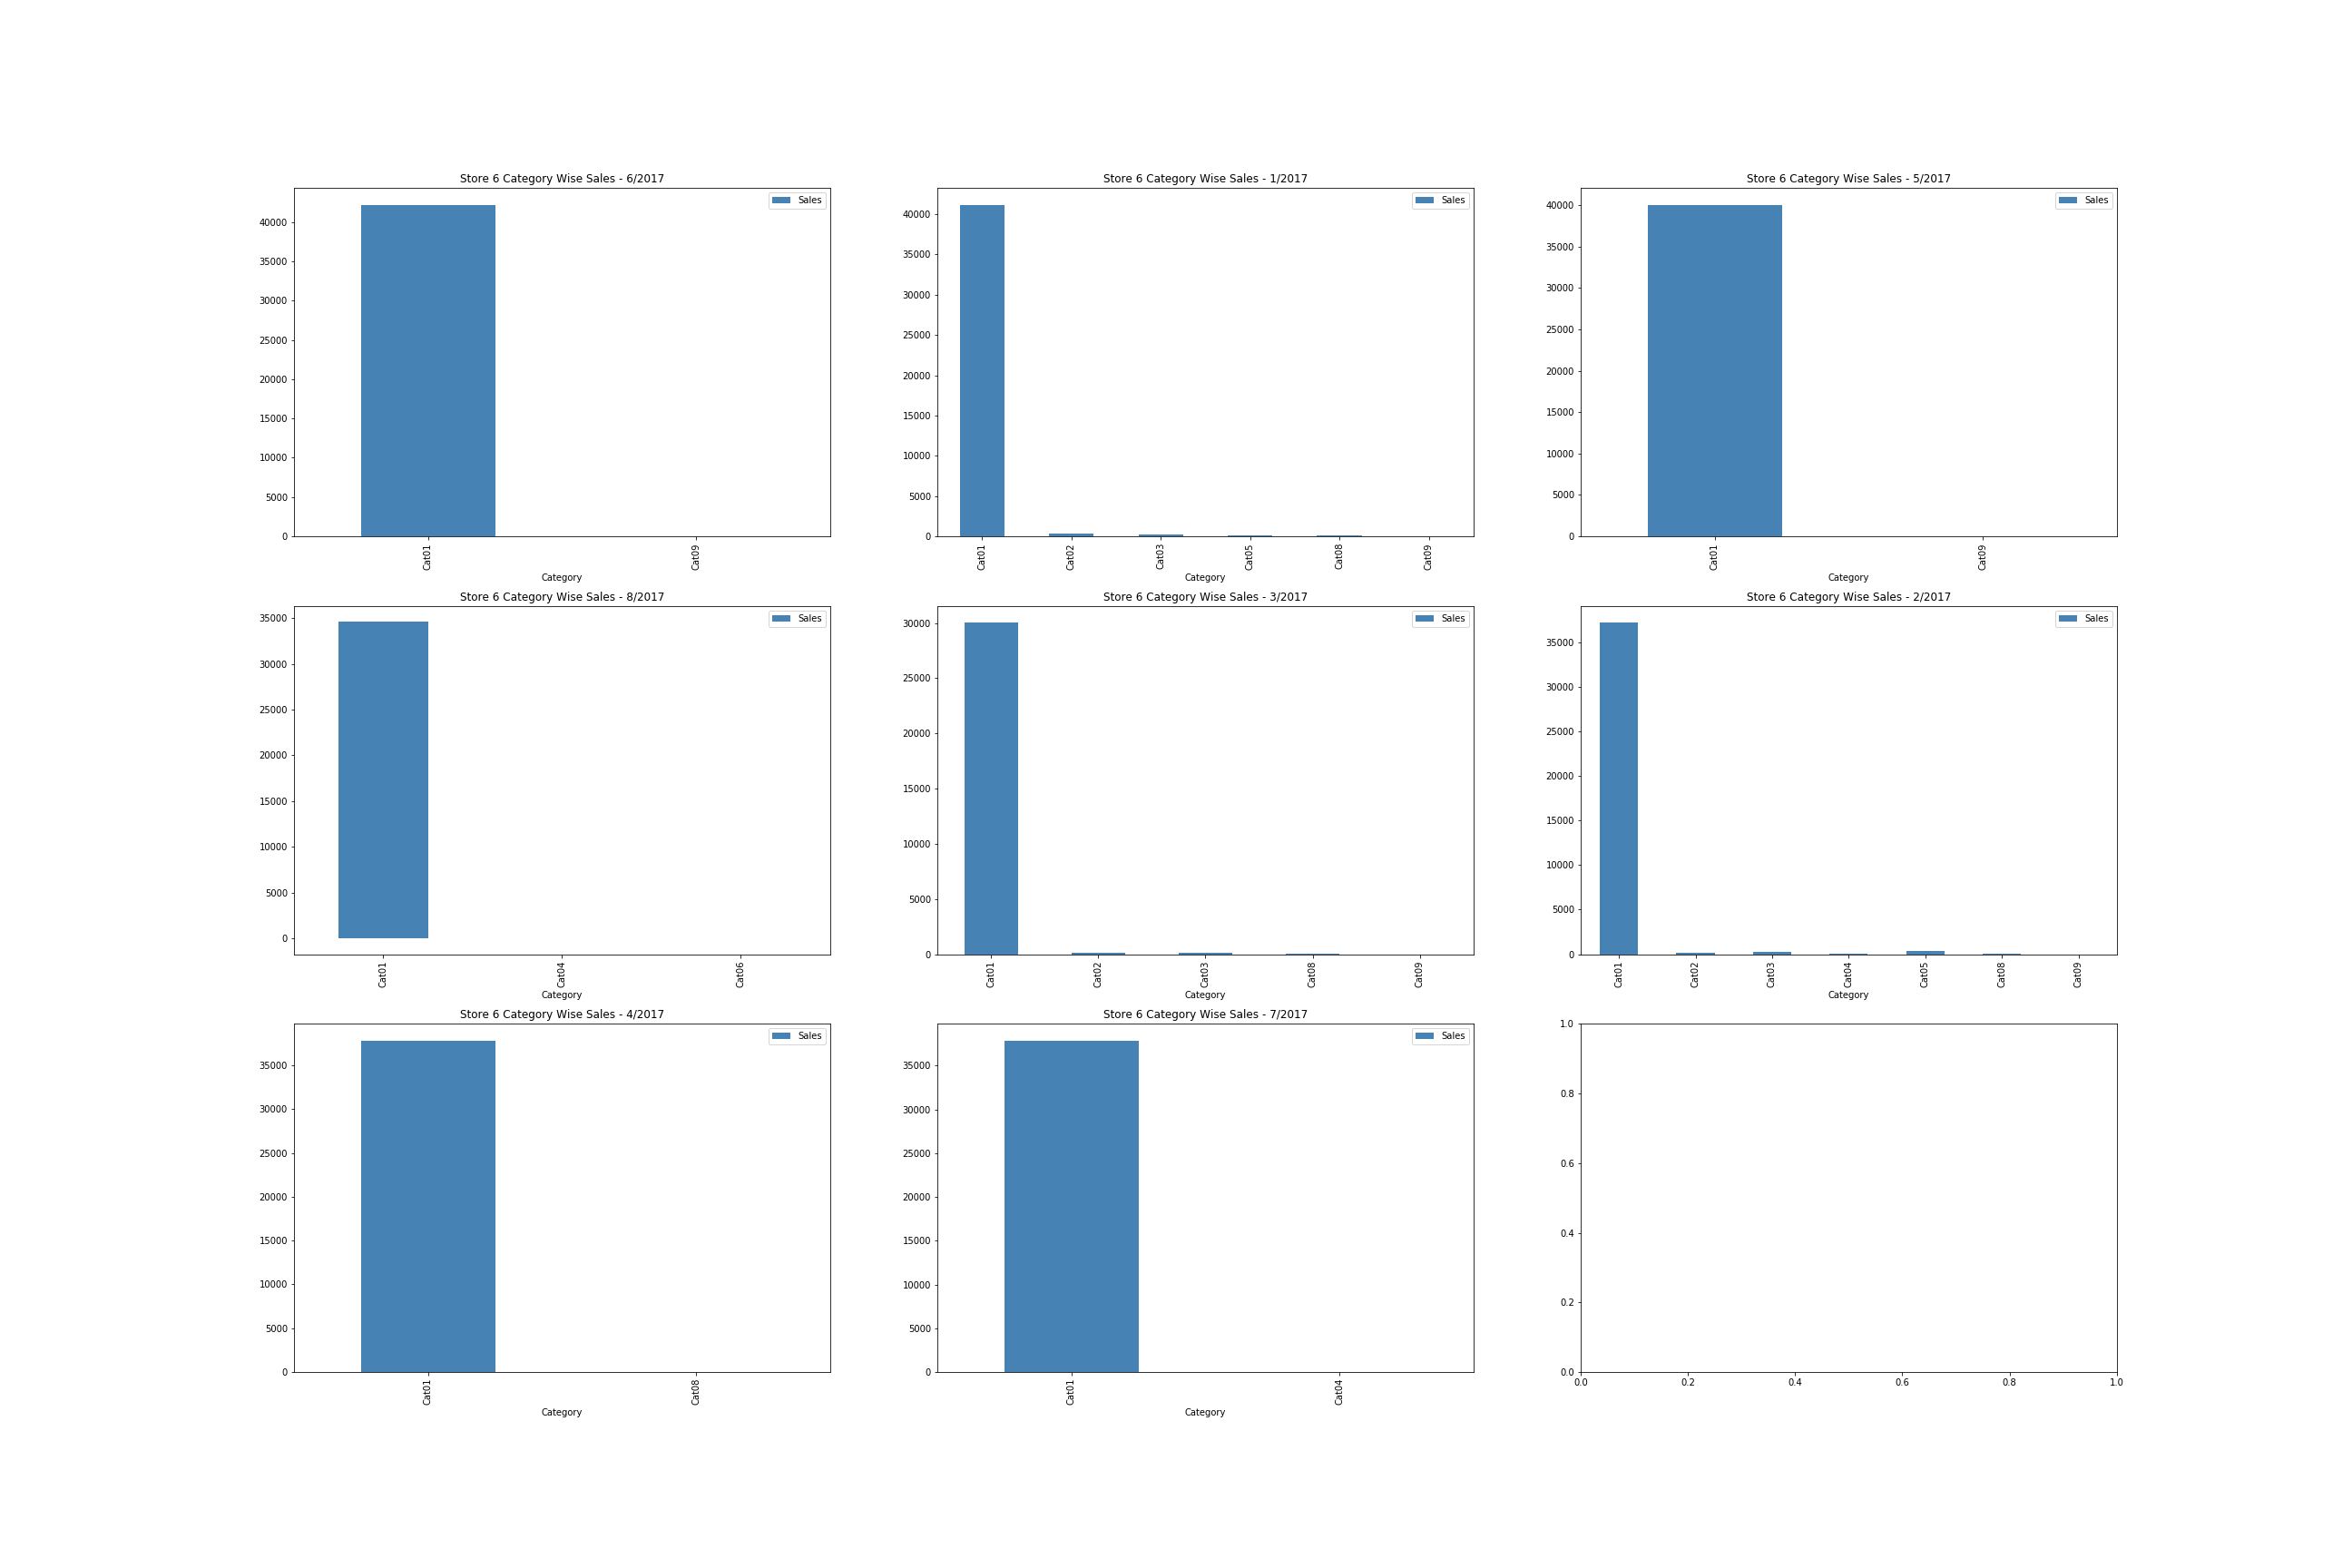 Store 6 Category Wise Sales - 6/2017
Sales
40000
35000
30000
25000
20000
15000
10000
5000
0
Cat01
Cat09
Category
Store 6 Category Wise Sales - 1/2017
Sales
40000
35000
30000
25000
20000
15000
10000
5000
0
Cat01
Cat02
Cat03
Cat05
Cat08
Cat09
Category
Store 6 Category Wise Sales - 5/2017
Sales
40000
35000
30000
25000
20000
15000
10000
5000
0
Cat01
Cat09
Category
Store 6 Category Wise Sales - 8/2017
Sales
35000
30000
25000
20000
15000
10000
5000
0
Cat01
Cat04
Cat06
Category
Store 6 Category Wise Sales - 3/2017
Sales
30000
25000
20000
15000
10000
5000
0
Cat01
Cat02
Cat03
Cat08
Cat09
Category
Store 6 Category Wise Sales - 2/2017
Sales
35000
30000
25000
20000
15000
10000
5000
0
Cat01
Cat02
Cat03
Cat04
Cat05
Cat08
Cat09
Category
Store 6 Category Wise Sales - 4/2017
Sales
35000
30000
25000
20000
15000
10000
5000
0
Cat01
Cat08
Category
Store 6 Category Wise Sales - 7/2017
Sales
35000
30000
25000
20000
15000
10000
5000
0
Cat01
Cat04
Category
1.0
0.8
0.6
0.4
0.2
0.0
0.0
0.2
0.4
0.6
0.8
1.0